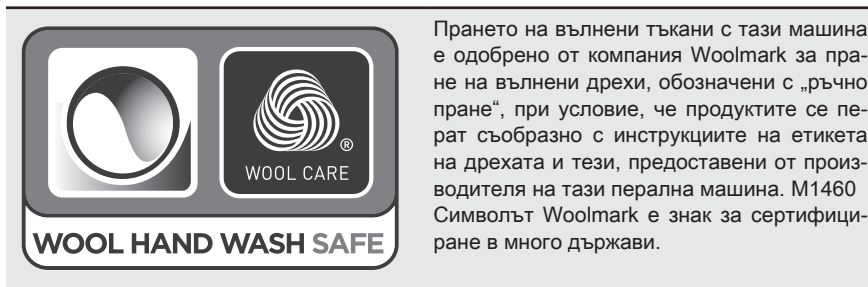 WOOL CARE
®
WOOL HAND WASH SAFE
Прането на вълнени тъкани с тази машина
е одобрено от компания Woolmark за пра-
не на вълнени дрехи, обозначени с „ръчно
пране“, при условие, че продуктите се пе-
рат съобразно с инструкциите на етикета
на дрехата и тези, предоставени от произ-
водителя на тази перална машина. M1460
Символът Woolmark е знак за сертифици-
ране в много държави.